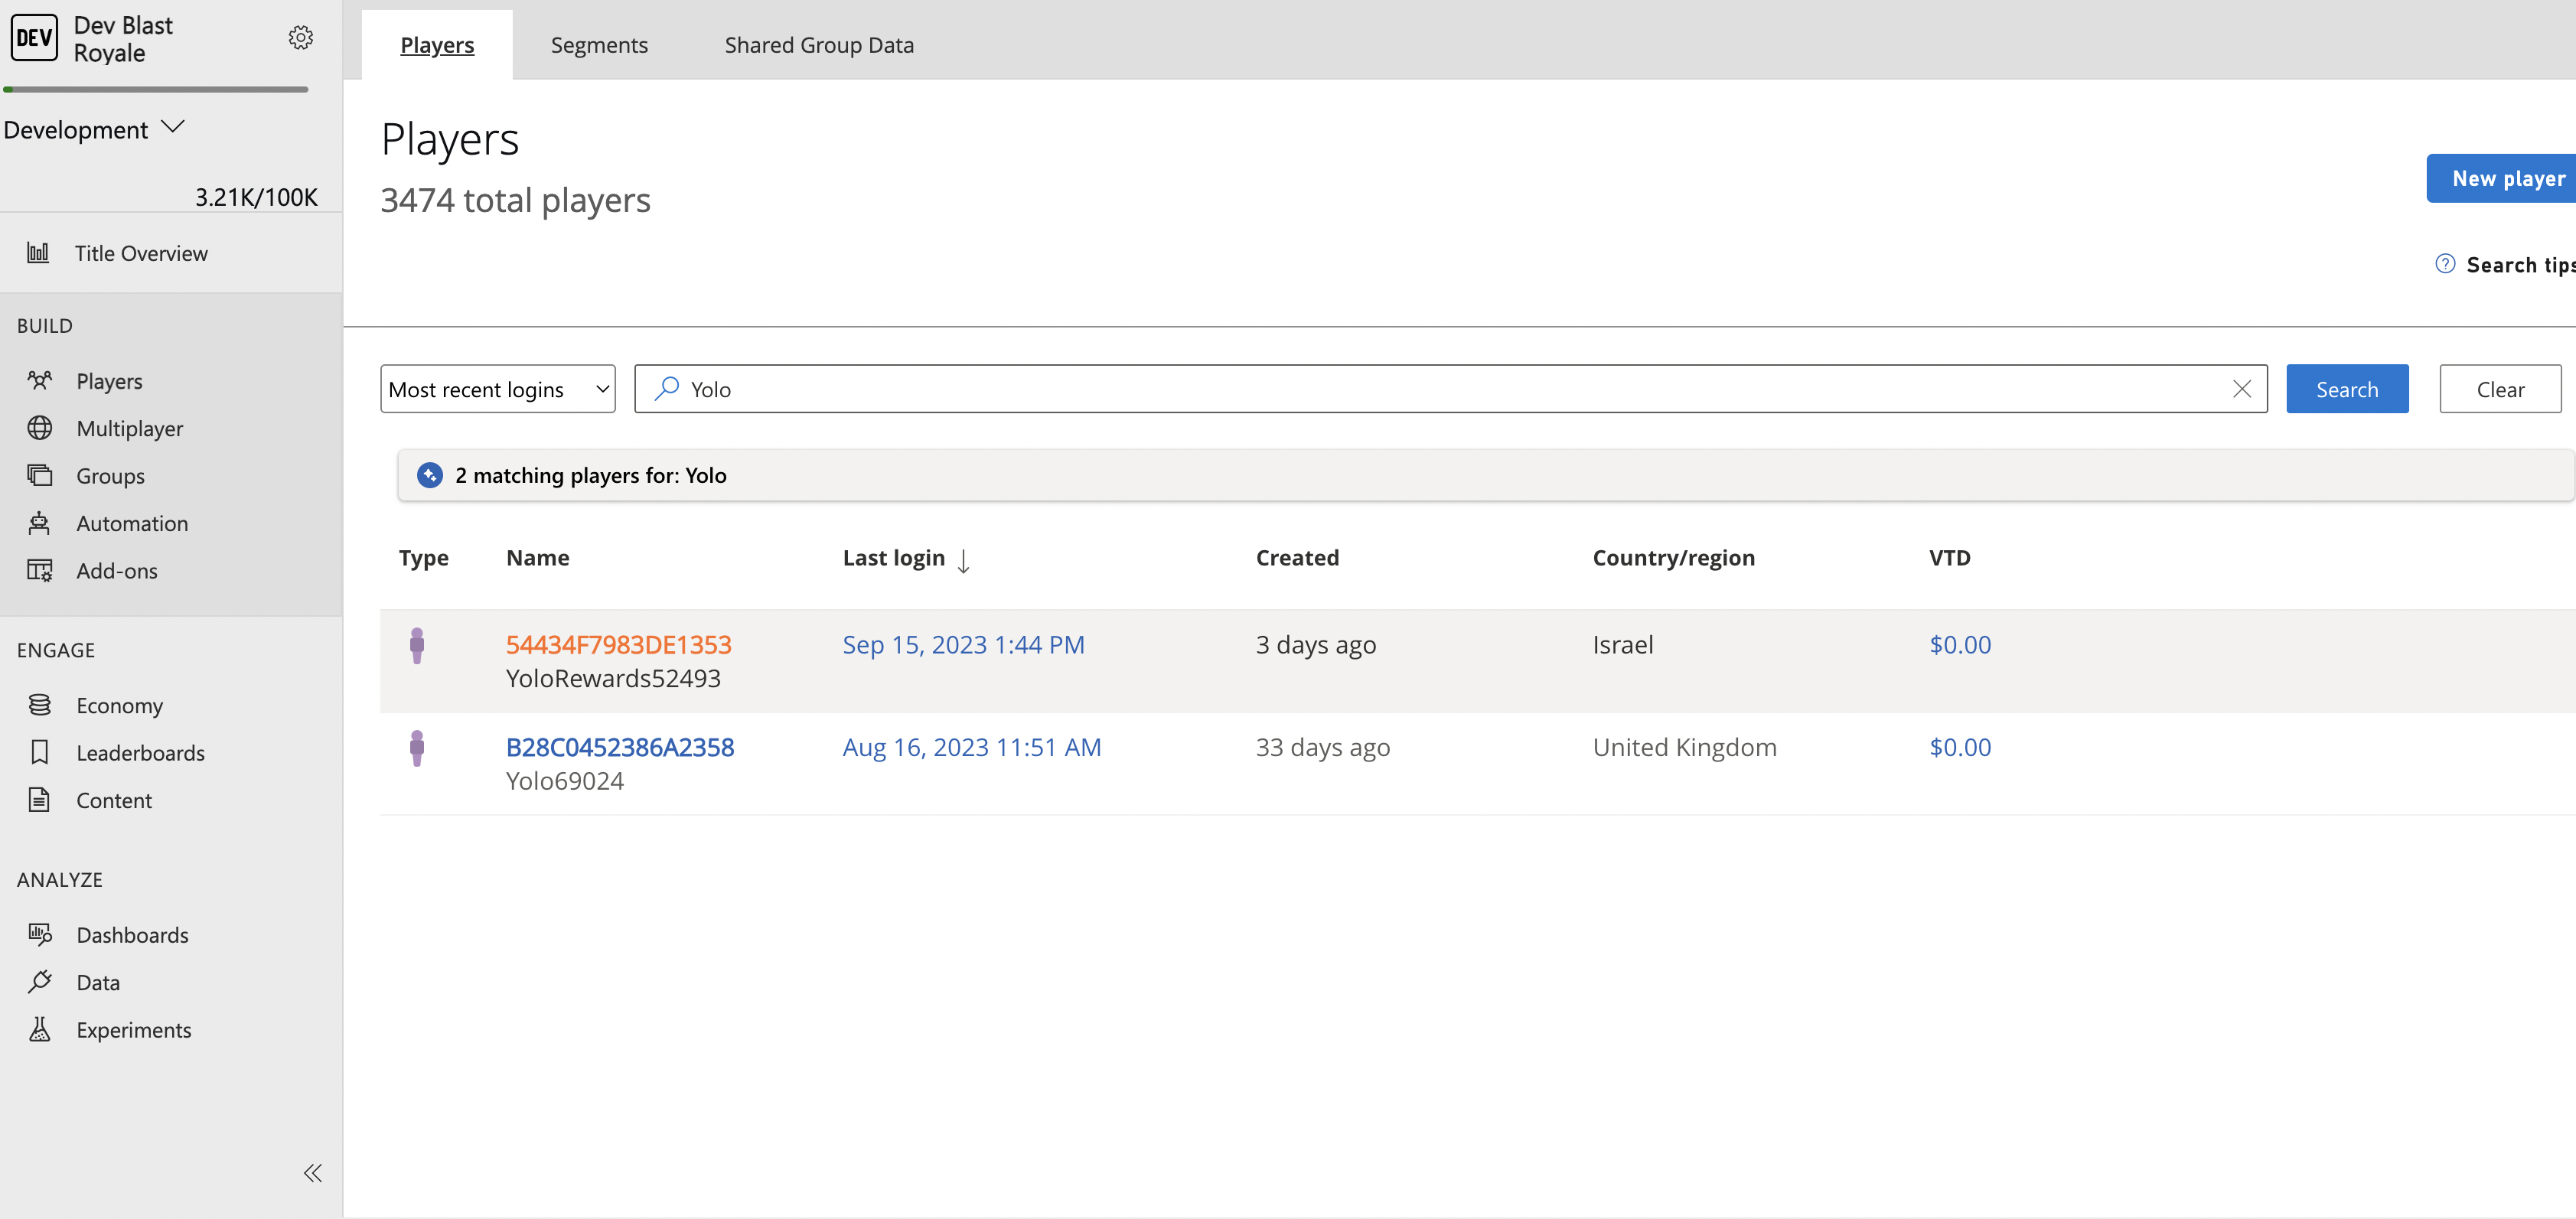 DEV
Dev Blast
Royale
Development
3.21K/100K
Title Overview
BUILD
Players
Multiplayer
Groups
Automation
Add-ons
ENGAGE
Economy
Leaderboards
Content
ANALYZE
Dashboards
Data
Experiments
Players Segments Shared Group Data
Players
3474 total players
New player
Search tips
Most recent logins
Yolo
Search
Clear
2 matching players for: Yolo
Type Name Last login Created Country/region VTD
54434F7983DE1353 Sep 15, 2023 1:44 PM 3 days ago Israel $0.00
YoloRewards52493
B28C0452386A2358 Aug 16, 2023 11:51 AM 33 days ago United Kingdom $0.00
Yolo69024